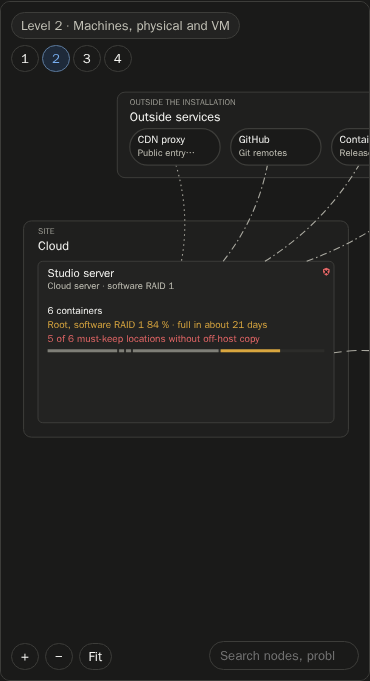 Level 2 · Machines, physical and VM
1 2 3 4
OUTSIDE THE INSTALLATION
Outside services
CDN proxy
Public entry···
GitHub
Git remotes
Contai
Releas
SITE
Cloud
Studio server
Cloud server · software RAID 1
6 containers
Root, software RAID 1 84 % · full in about 21 days
5 of 6 must-keep locations without off-host copy
+ − Fit
Search nodes, probl